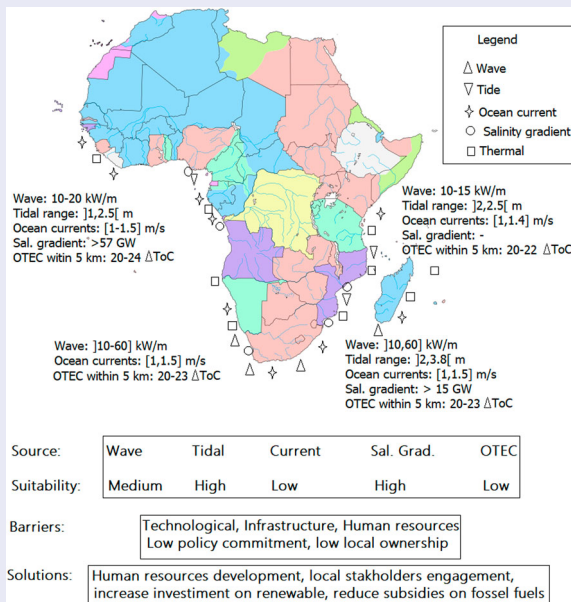 Legend
Wave
Tide
Ocean current
Salinity gradient
Thermal
Wave: 10-20 kW/m
Tidal range: ]1,2.5[ m
Ocean currents: [1-1.5] m/s
Sal. gradient: >57 GW
OTEC witin 5 km: 20-24 ΔToC
Wave: 10-15 kW/m
Tidal range: ]2,2.5[ m
Ocean currents: [1,1.4] m/s
Sal. gradient: -
OTEC within 5 km: 20-22 ΔToC
Wave: ]10-60] kW/m
Ocean currents: [1,1.5] m/s
OTEC within 5 km: 20-23 ΔToC
Wave: ]10,60] kW/m
Tidal range: ]2,3.8[ m
Ocean currents: [1,1.5] m/s
Sal. gradient: > 15 GW
OTEC within 5 km: 20-23 ΔToC
Source: Wave Tidal Current Sal. Grad. OTEC
Suitability: Medium High Low High Low
Barriers: Technological, Infrastructure, Human resources
Low policy commitment, low local ownership
Solutions: Human resources development, local stakholders engagement,
increase investiment on renewable, reduce subsidies on fossel fuels